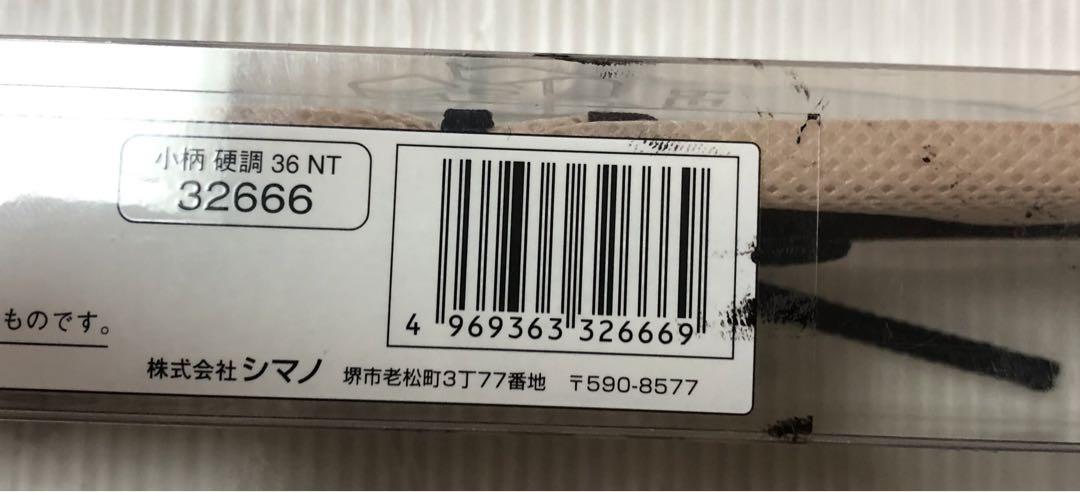 小柄 硬調 36 NT
32666
4 969363 326669
ものです。
株式会社 シマノ 堺市老松町3丁77番地 〒590-8577